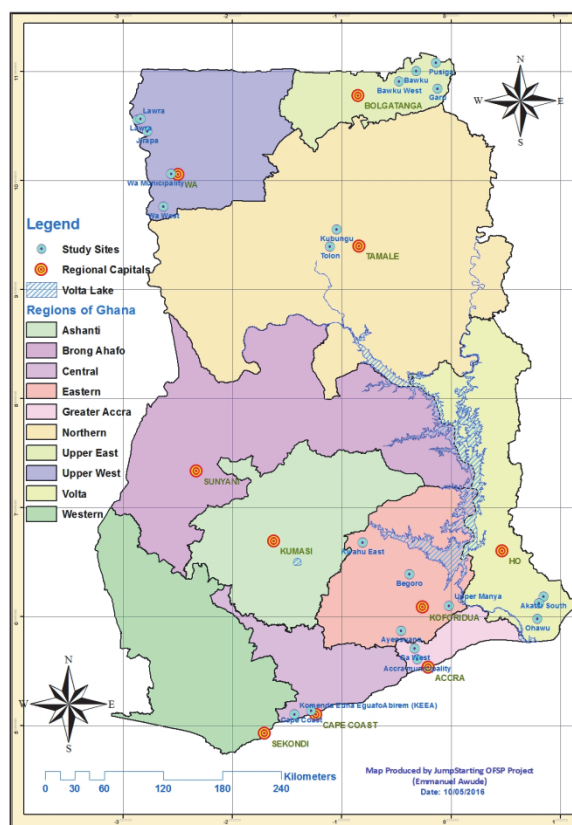 Pusiga
Bawku
Bawku West
Garu
BOLGATANGA
Lawra
Lawra
Jirapa
Wa Municipality
WA
Wa West
Legend
Study Sites
Regional Capitals
Volta Lake
Regions of Ghana
Ashanti
Brong Ahafo
Central
Eastern
Greater Accra
Northern
Upper East
Upper West
Volta
Western
Kubungu
Tolon
TAMALE
SUNYANI
KUMASI
Kwahu East
HO
Begoro
Upper Manya
KOFORIDUA
Akatsi South
Ohawu
Ga West
Accra municipality
ACCRA
Komenda Edna EguafoAbirem (KEEA)
Cape Coast
CAPE COAST
SEKONDI
N
W E
S
N
W E
S
Kilometers
0 30 60 120 180 240
Map Produced by JumpStarting OFSP Project
(Emmanuel Awude)
Date: 10/05/2016